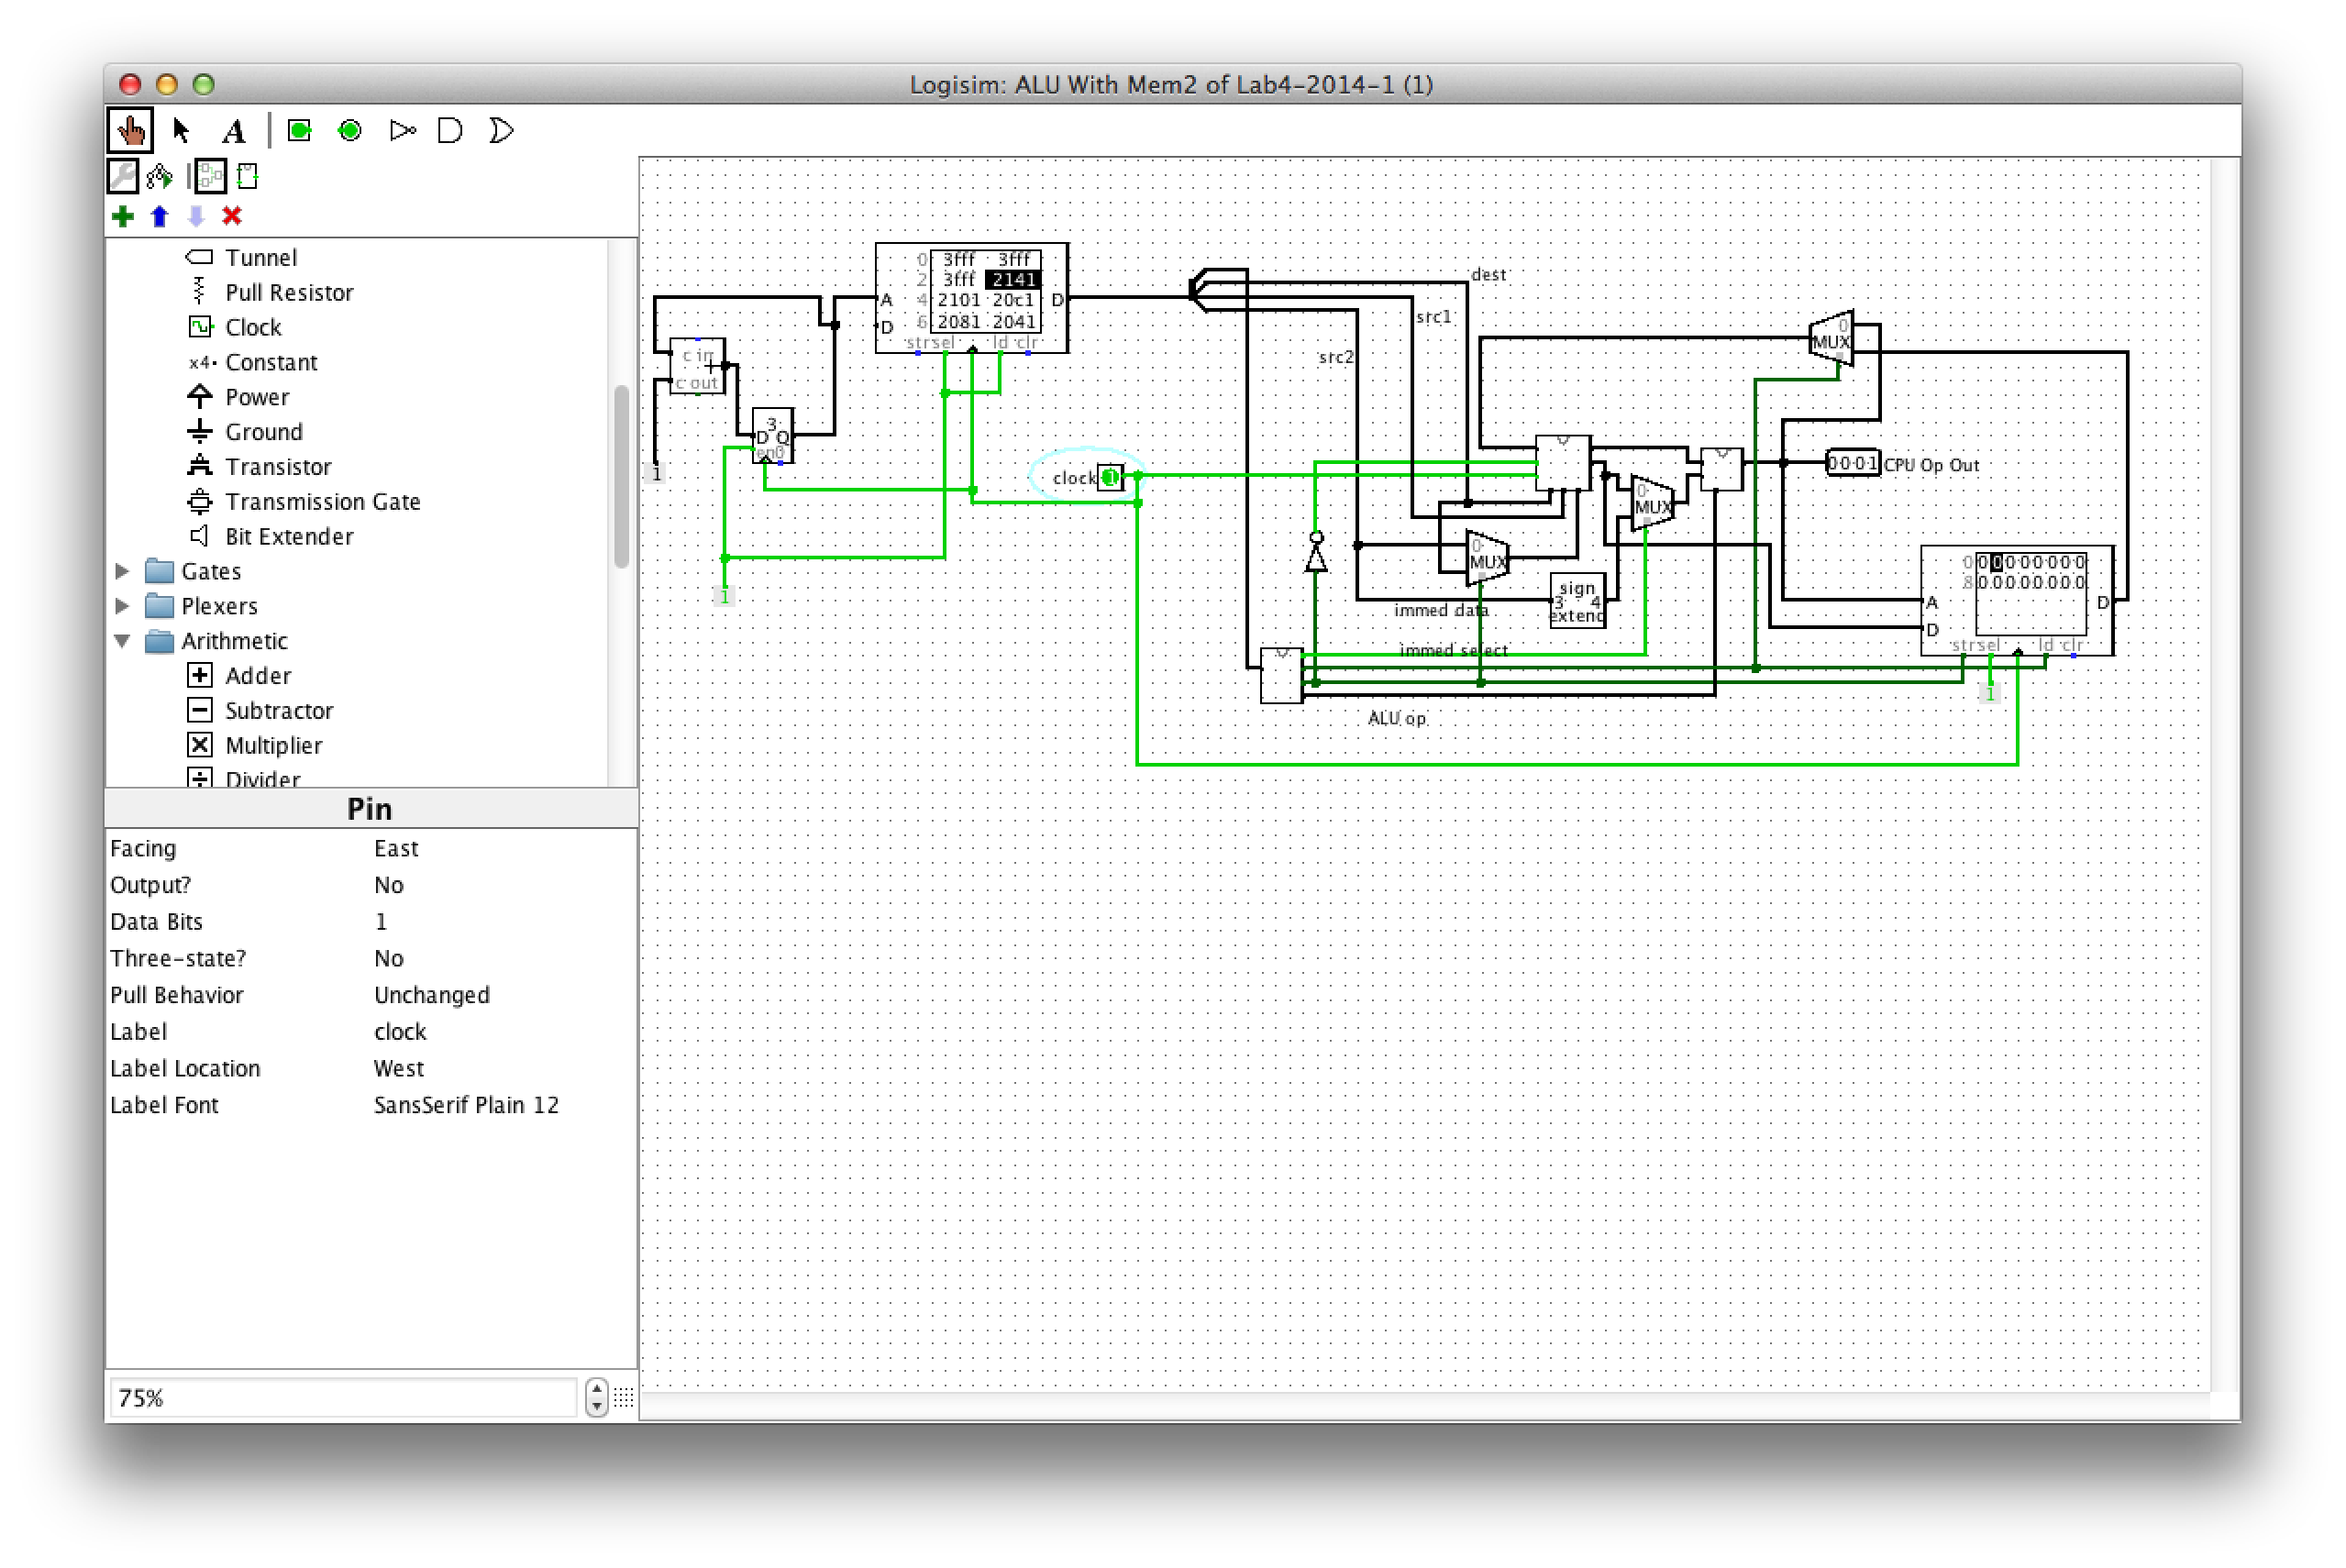 Logisim: ALU With Mem2 of Lab4-2014-1 (1)
A
Tunnel
Pull Resistor
Clock
x4 Constant
Power
Ground
Transistor
Transmission Gate
Bit Extender
Gates
Plexers
Arithmetic
Adder
Subtractor
Multiplier
Divider
Pin
Facing East
Output? No
Data Bits 1
Three-state? No
Pull Behavior Unchanged
Label clock
Label Location West
Label Font SansSerif Plain 12
75%
0 3fff 3fff
2 3fff 2141
4 2101 20c1
6 2081 2041
A
D
D
str sel ld clr
c in
c out
3
D Q
en 0
1
1
clock 1
dest
src1
src2
0
MUX
0
MUX
0
MUX
sign
3 4
extend
immed data
immed select
ALU op
0001 CPU Op Out
0 00000000
8 00000000
A
D
D
str sel ld clr
1